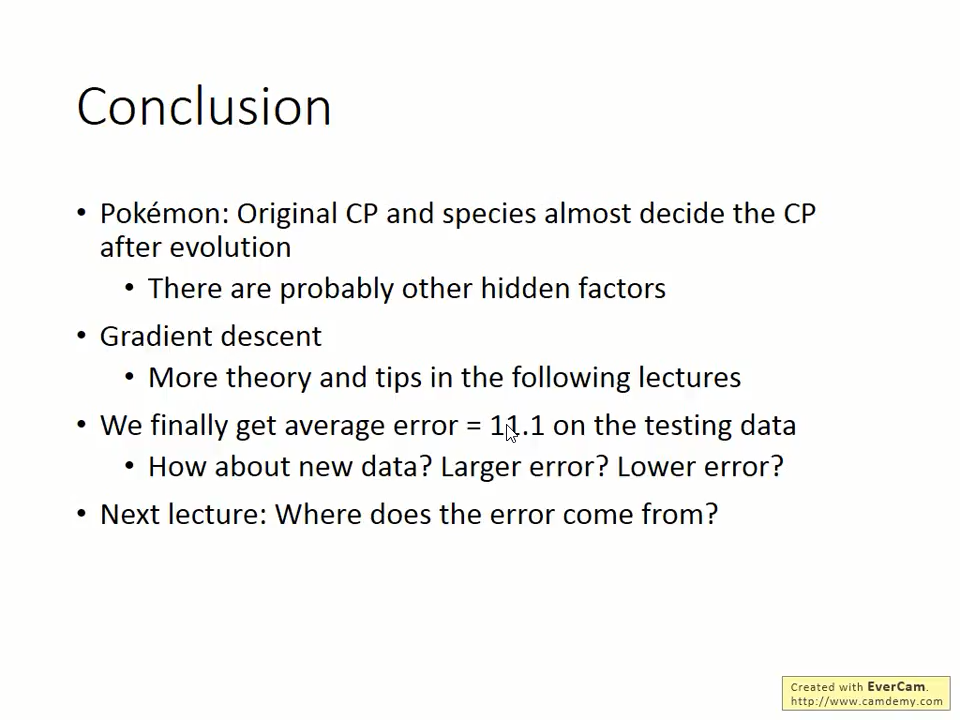 Conclusion
• Pokémon: Original CP and species almost decide the CP
after evolution
• There are probably other hidden factors
• Gradient descent
• More theory and tips in the following lectures
• We finally get average error = 11.1 on the testing data
• How about new data? Larger error? Lower error?
• Next lecture: Where does the error come from?
Created with EverCam.
http://www.camdemy.com